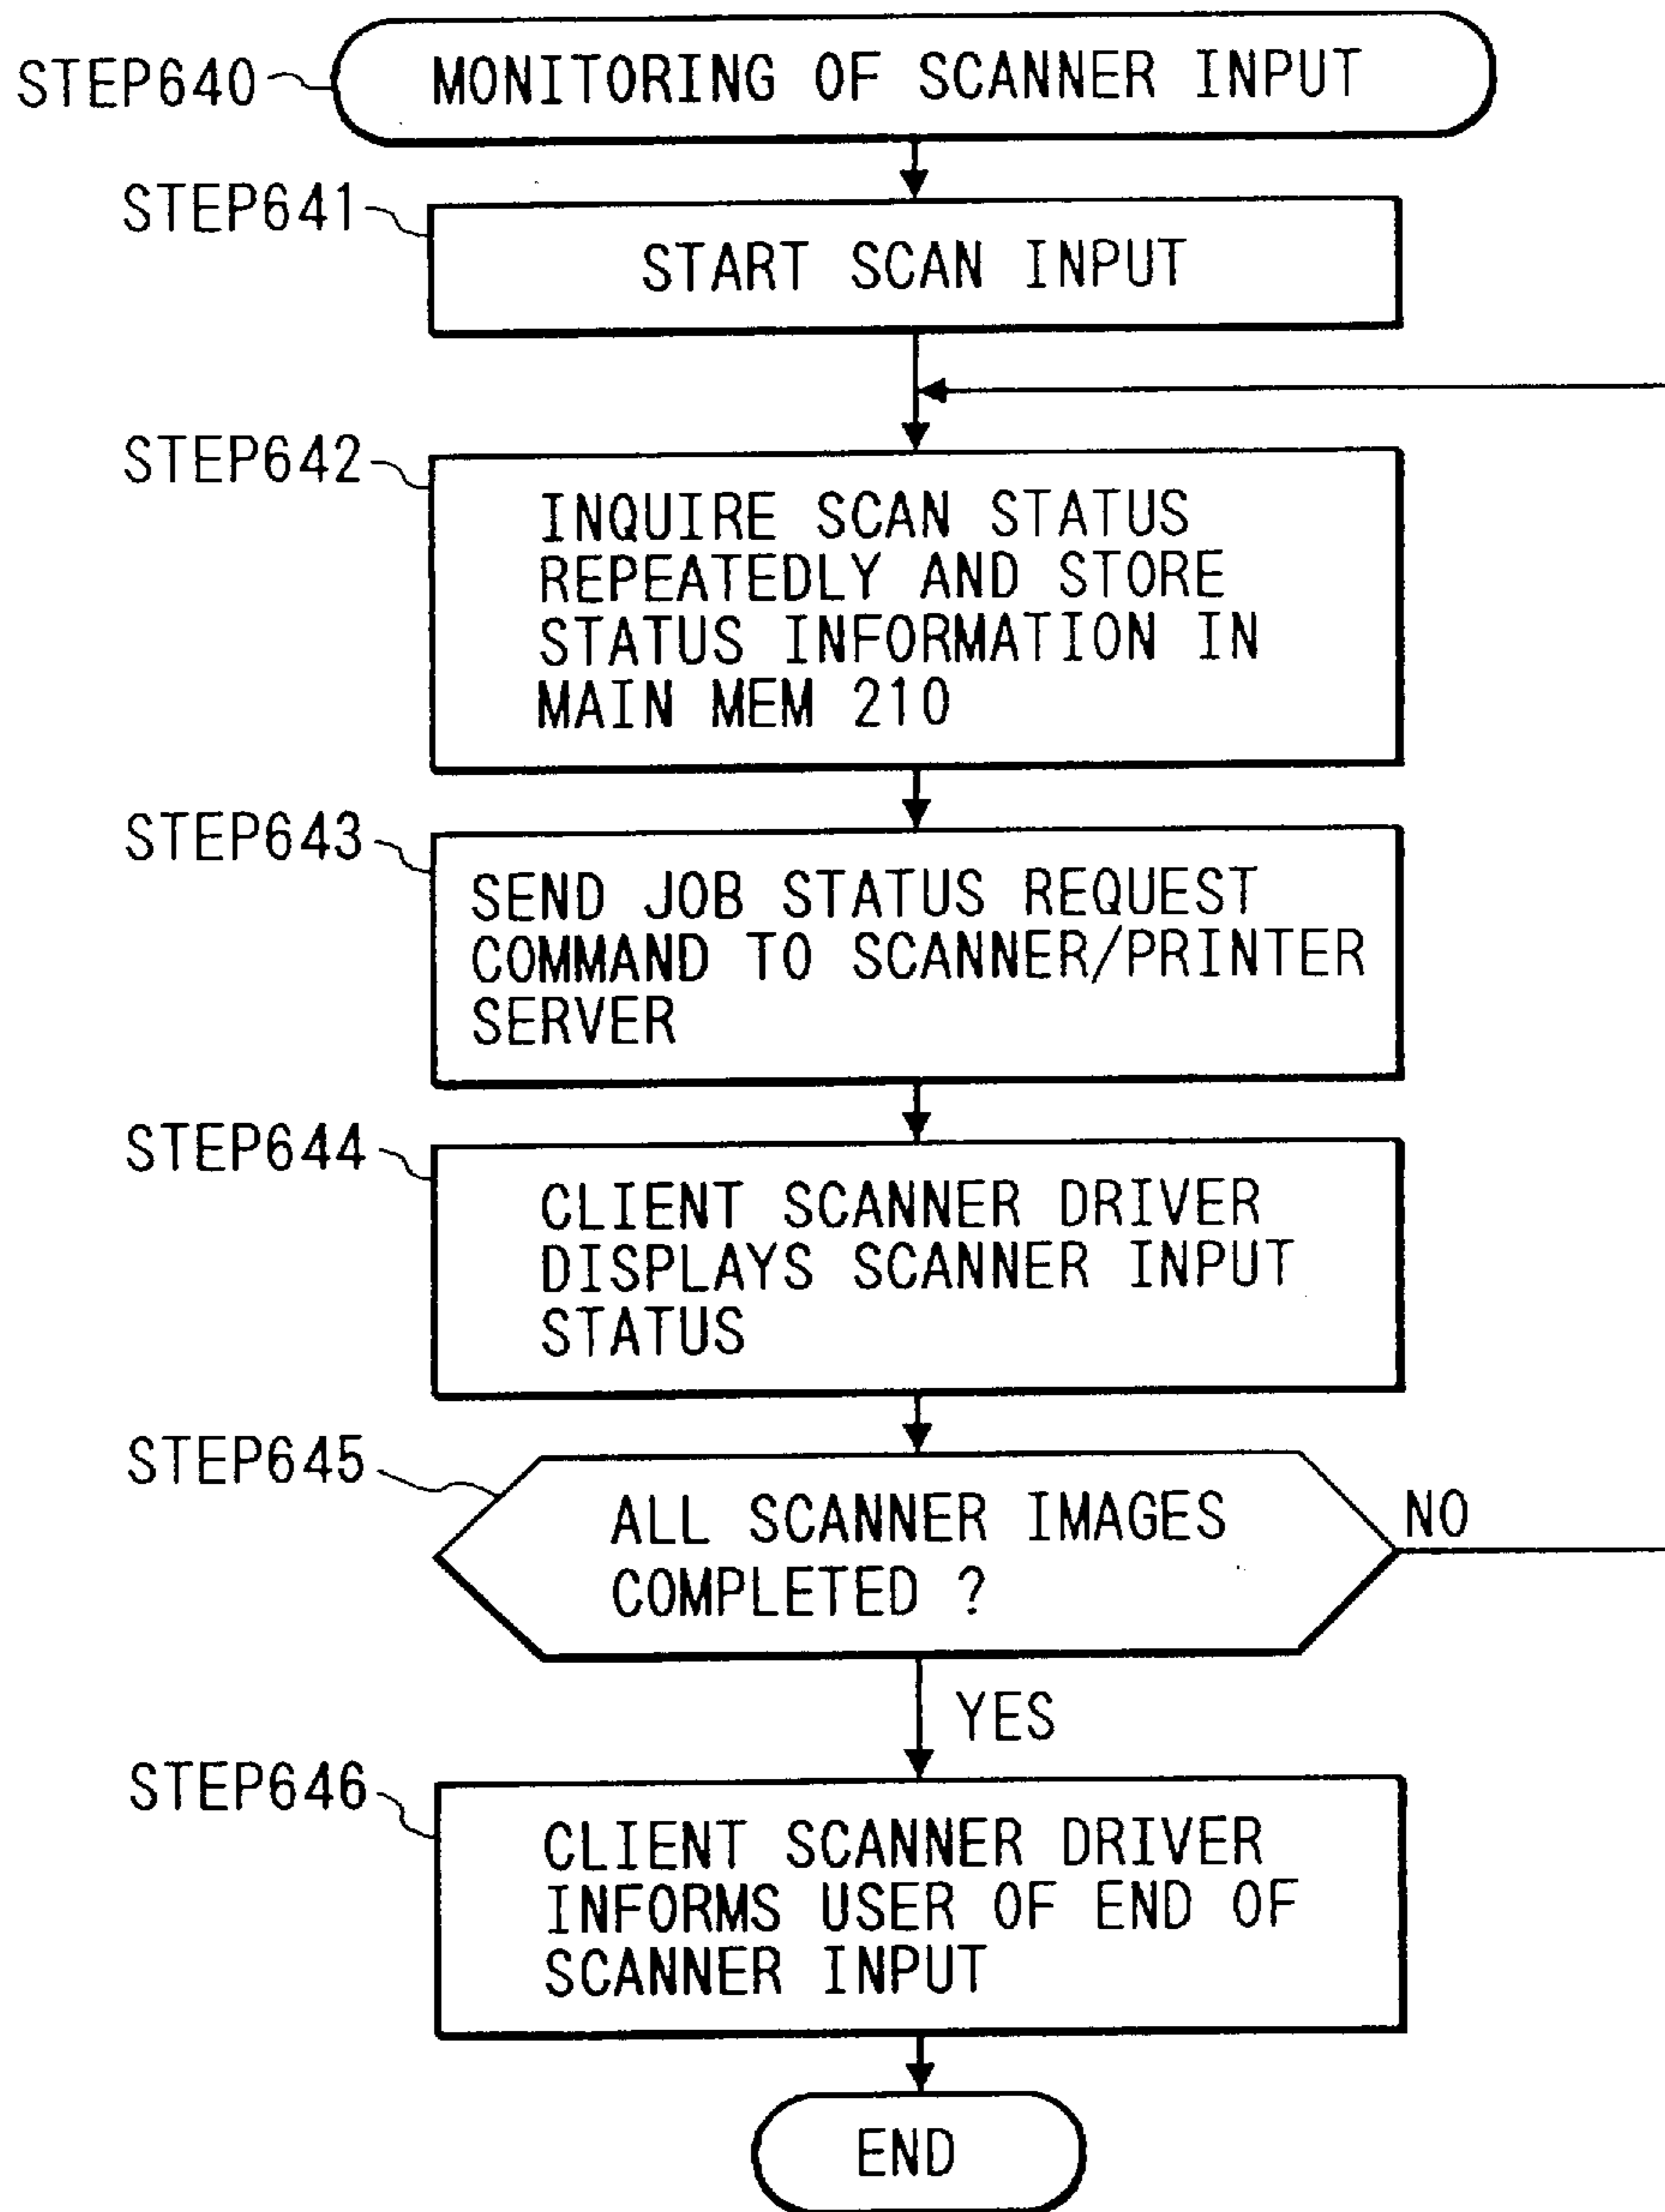 STEP640
MONITORING OF SCANNER INPUT
STEP641
START SCAN INPUT
STEP642
INQUIRE SCAN STATUS
REPEATEDLY AND STORE
STATUS INFORMATION IN
MAIN MEM 210
STEP643
SEND JOB STATUS REQUEST
COMMAND TO SCANNER/PRINTER
SERVER
STEP644
CLIENT SCANNER DRIVER
DISPLAYS SCANNER INPUT
STATUS
STEP645
ALL SCANNER IMAGES
COMPLETED ?
NO
YES
STEP646
CLIENT SCANNER DRIVER
INFORMS USER OF END OF
SCANNER INPUT
END